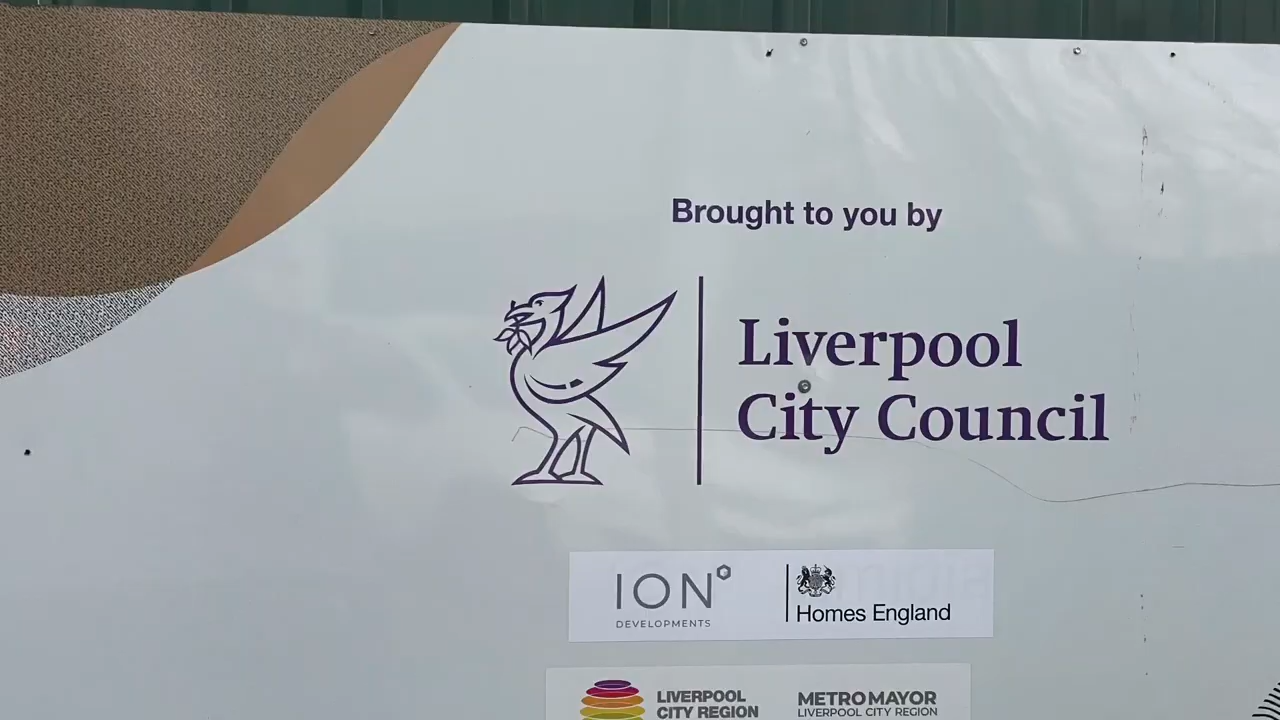 Brought to you by
Liverpool
City Council
ION
DEVELOPMENTS
Homes England
LIVERPOOL
CITY REGION
METRO MAYOR
LIVERPOOL CITY REGION